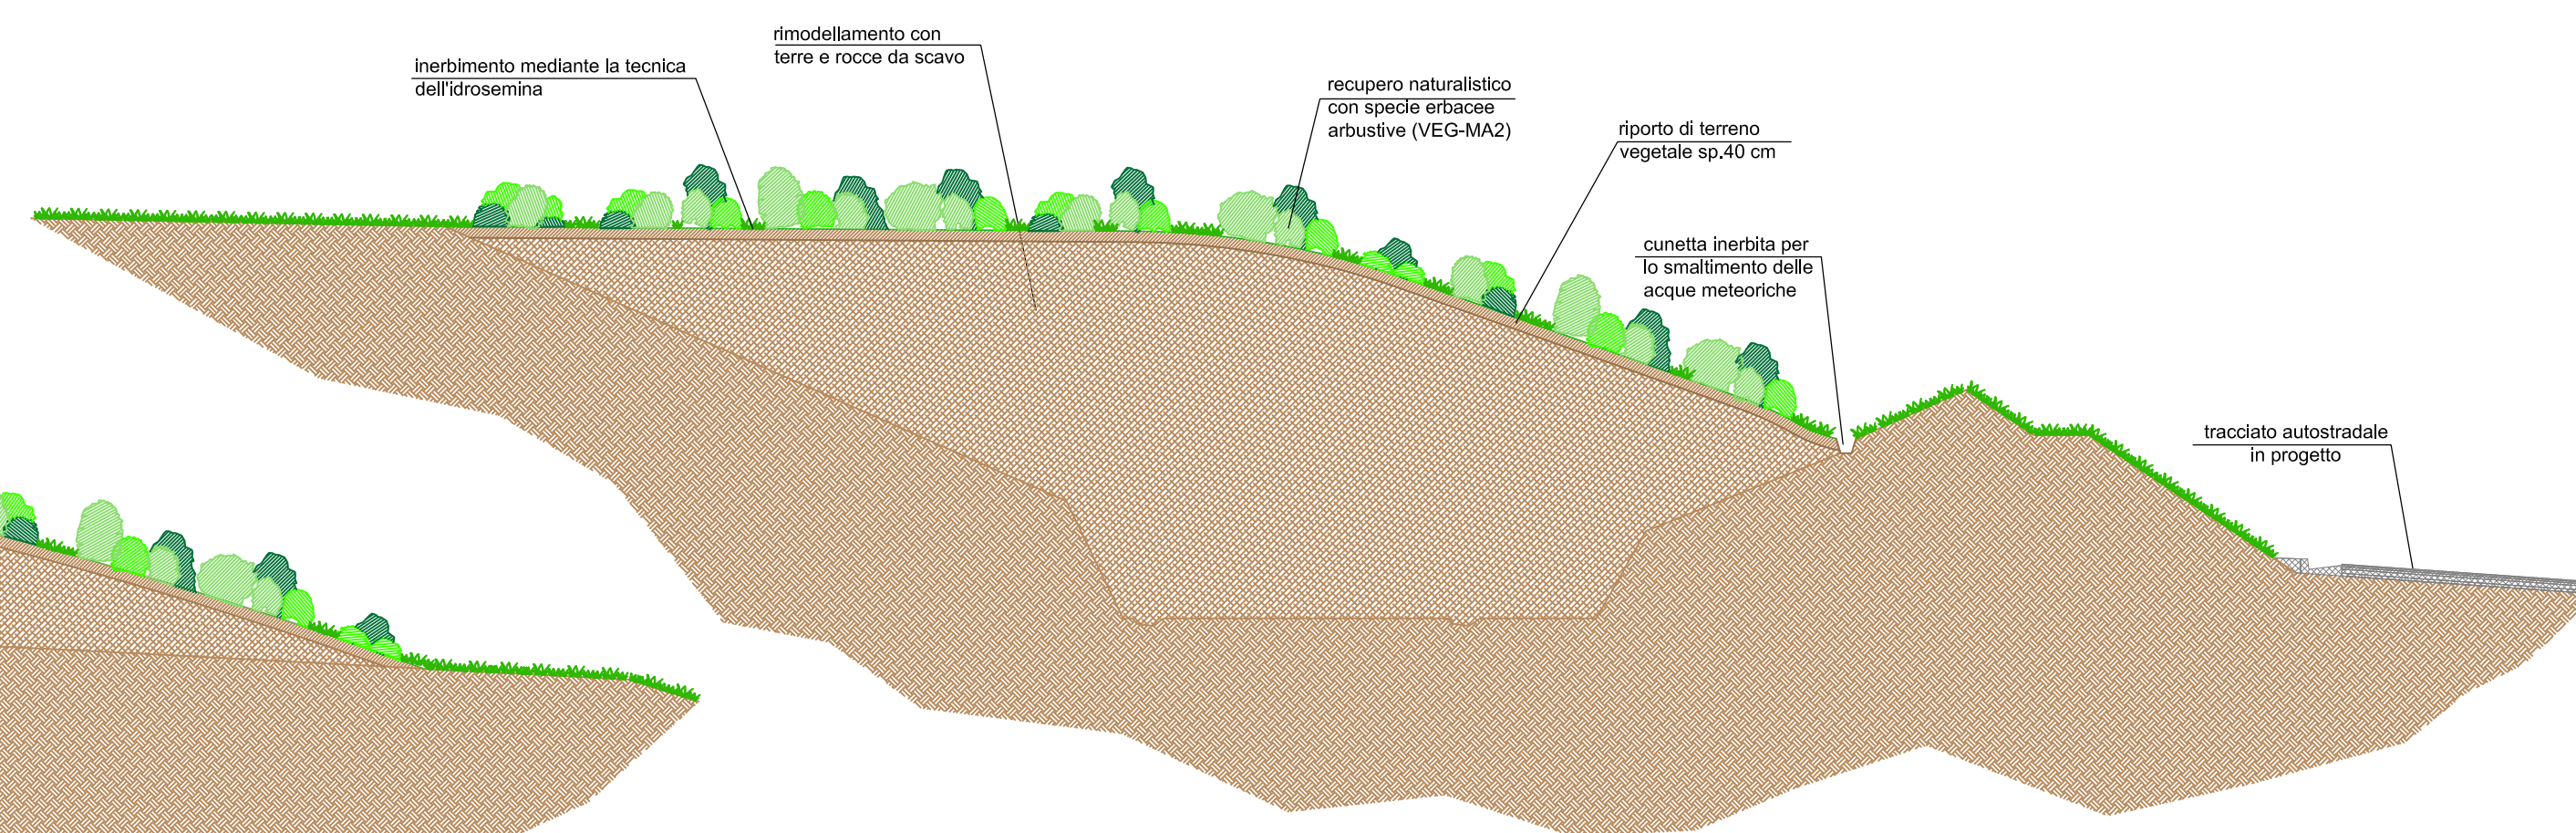 inerbimento mediante la tecnica
dell'idrosemina
rimodellamento con
terre e rocce da scavo
recupero naturalistico
con specie erbacee
arbustive (VEG-MA2)
riporto di terreno
vegetale sp.40 cm
cunetta inerbita per
lo smaltimento delle
acque meteoriche
tracciato autostradale
in progetto